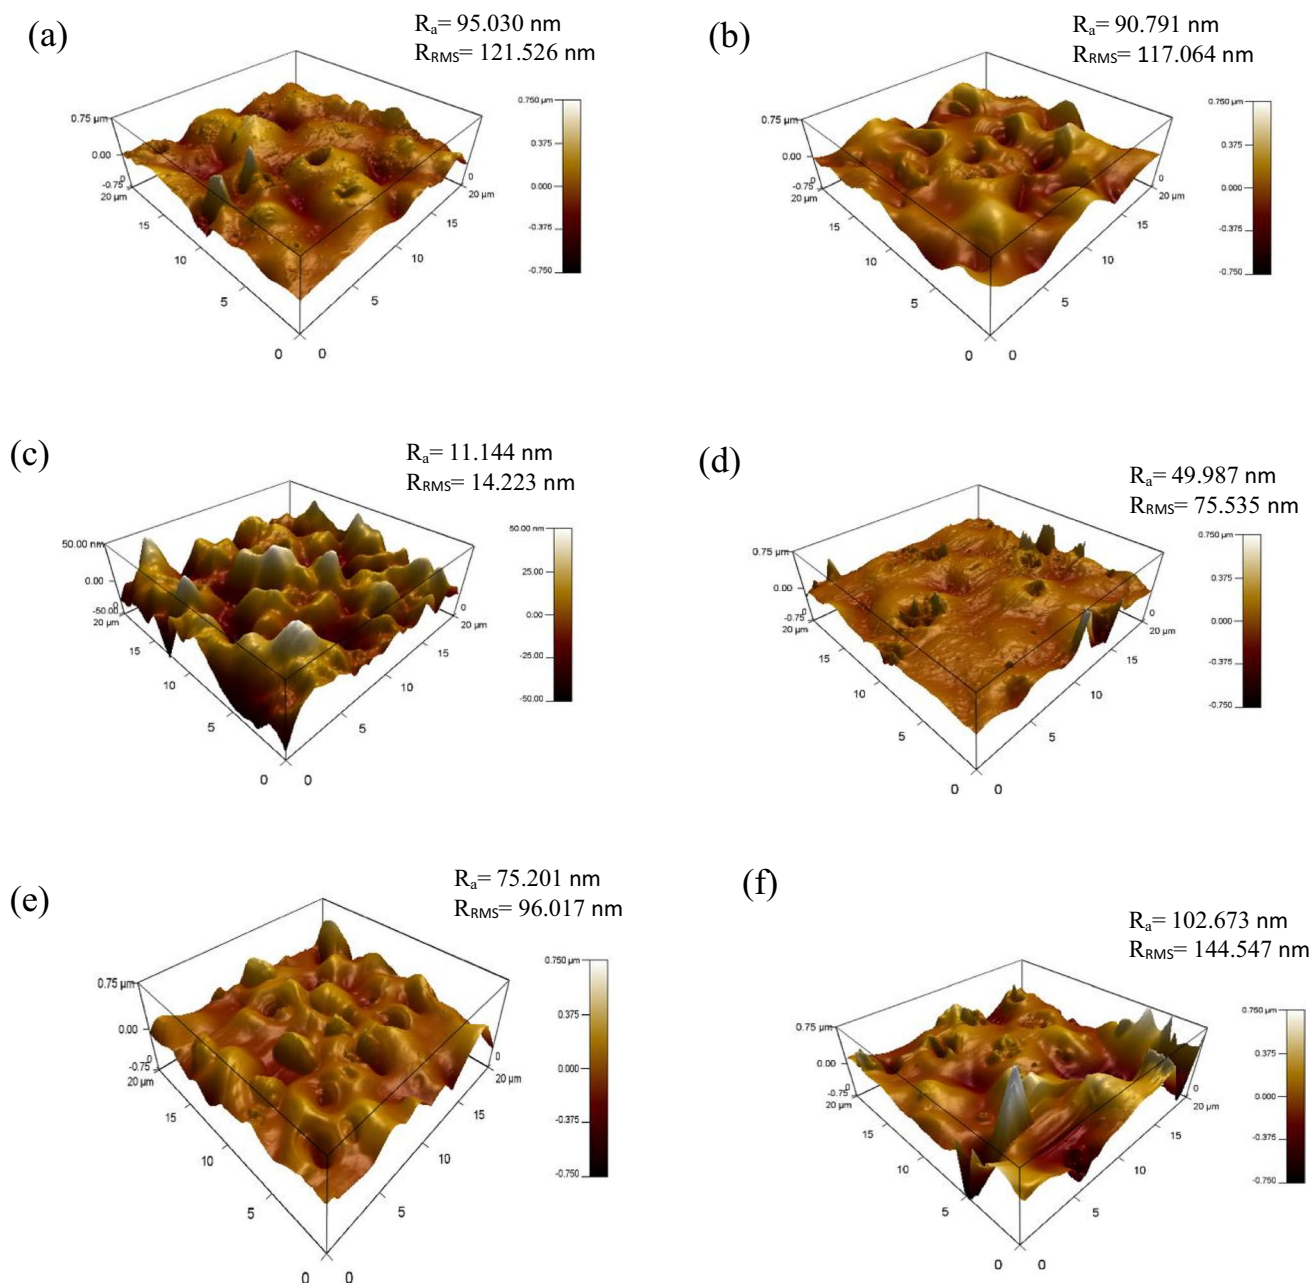 (a)
Rₐ= 95.030 nm
R_RMS= 121.526 nm
0.75 µm
0.00
-0.75
0
20 µm
15
10
5
0
0
5
10
15
20 µm
0
0.750 µm
0.375
0.000
-0.375
-0.750
(b)
Rₐ= 90.791 nm
R_RMS= 117.064 nm
0.75 µm
0.00
-0.75
0
20 µm
15
10
5
0
0
5
10
15
20 µm
0
0.750 µm
0.375
0.000
-0.375
-0.750
(c)
Rₐ= 11.144 nm
R_RMS= 14.223 nm
50.00 nm
0.00
-50.00
0
20 µm
15
10
5
0
0
5
10
15
20 µm
0
50.00 nm
25.00
0.00
-25.00
-50.00
(d)
Rₐ= 49.987 nm
R_RMS= 75.535 nm
0.75 µm
0.00
-0.75
0
20 µm
15
10
5
0
0
5
10
15
20 µm
0
0.750 µm
0.375
0.000
-0.375
-0.750
(e)
Rₐ= 75.201 nm
R_RMS= 96.017 nm
0.75 µm
0.00
-0.75
0
20 µm
15
10
5
0
0
5
10
15
20 µm
0
0.750 µm
0.375
0.000
-0.375
-0.750
(f)
Rₐ= 102.673 nm
R_RMS= 144.547 nm
0.75 µm
0.00
-0.75
0
20 µm
15
10
5
0
0
5
10
15
20 µm
0
0.750 µm
0.375
0.000
-0.375
-0.750